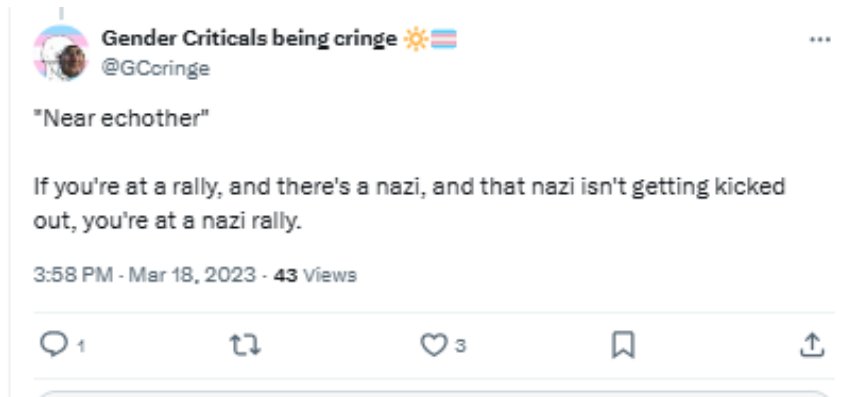 Gender Criticals being cringe
@GCcringe
"Near echother"
If you're at a rally, and there's a nazi, and that nazi isn't getting kicked
out, you're at a nazi rally.
3:58 PM · Mar 18, 2023 · 43 Views
1
3